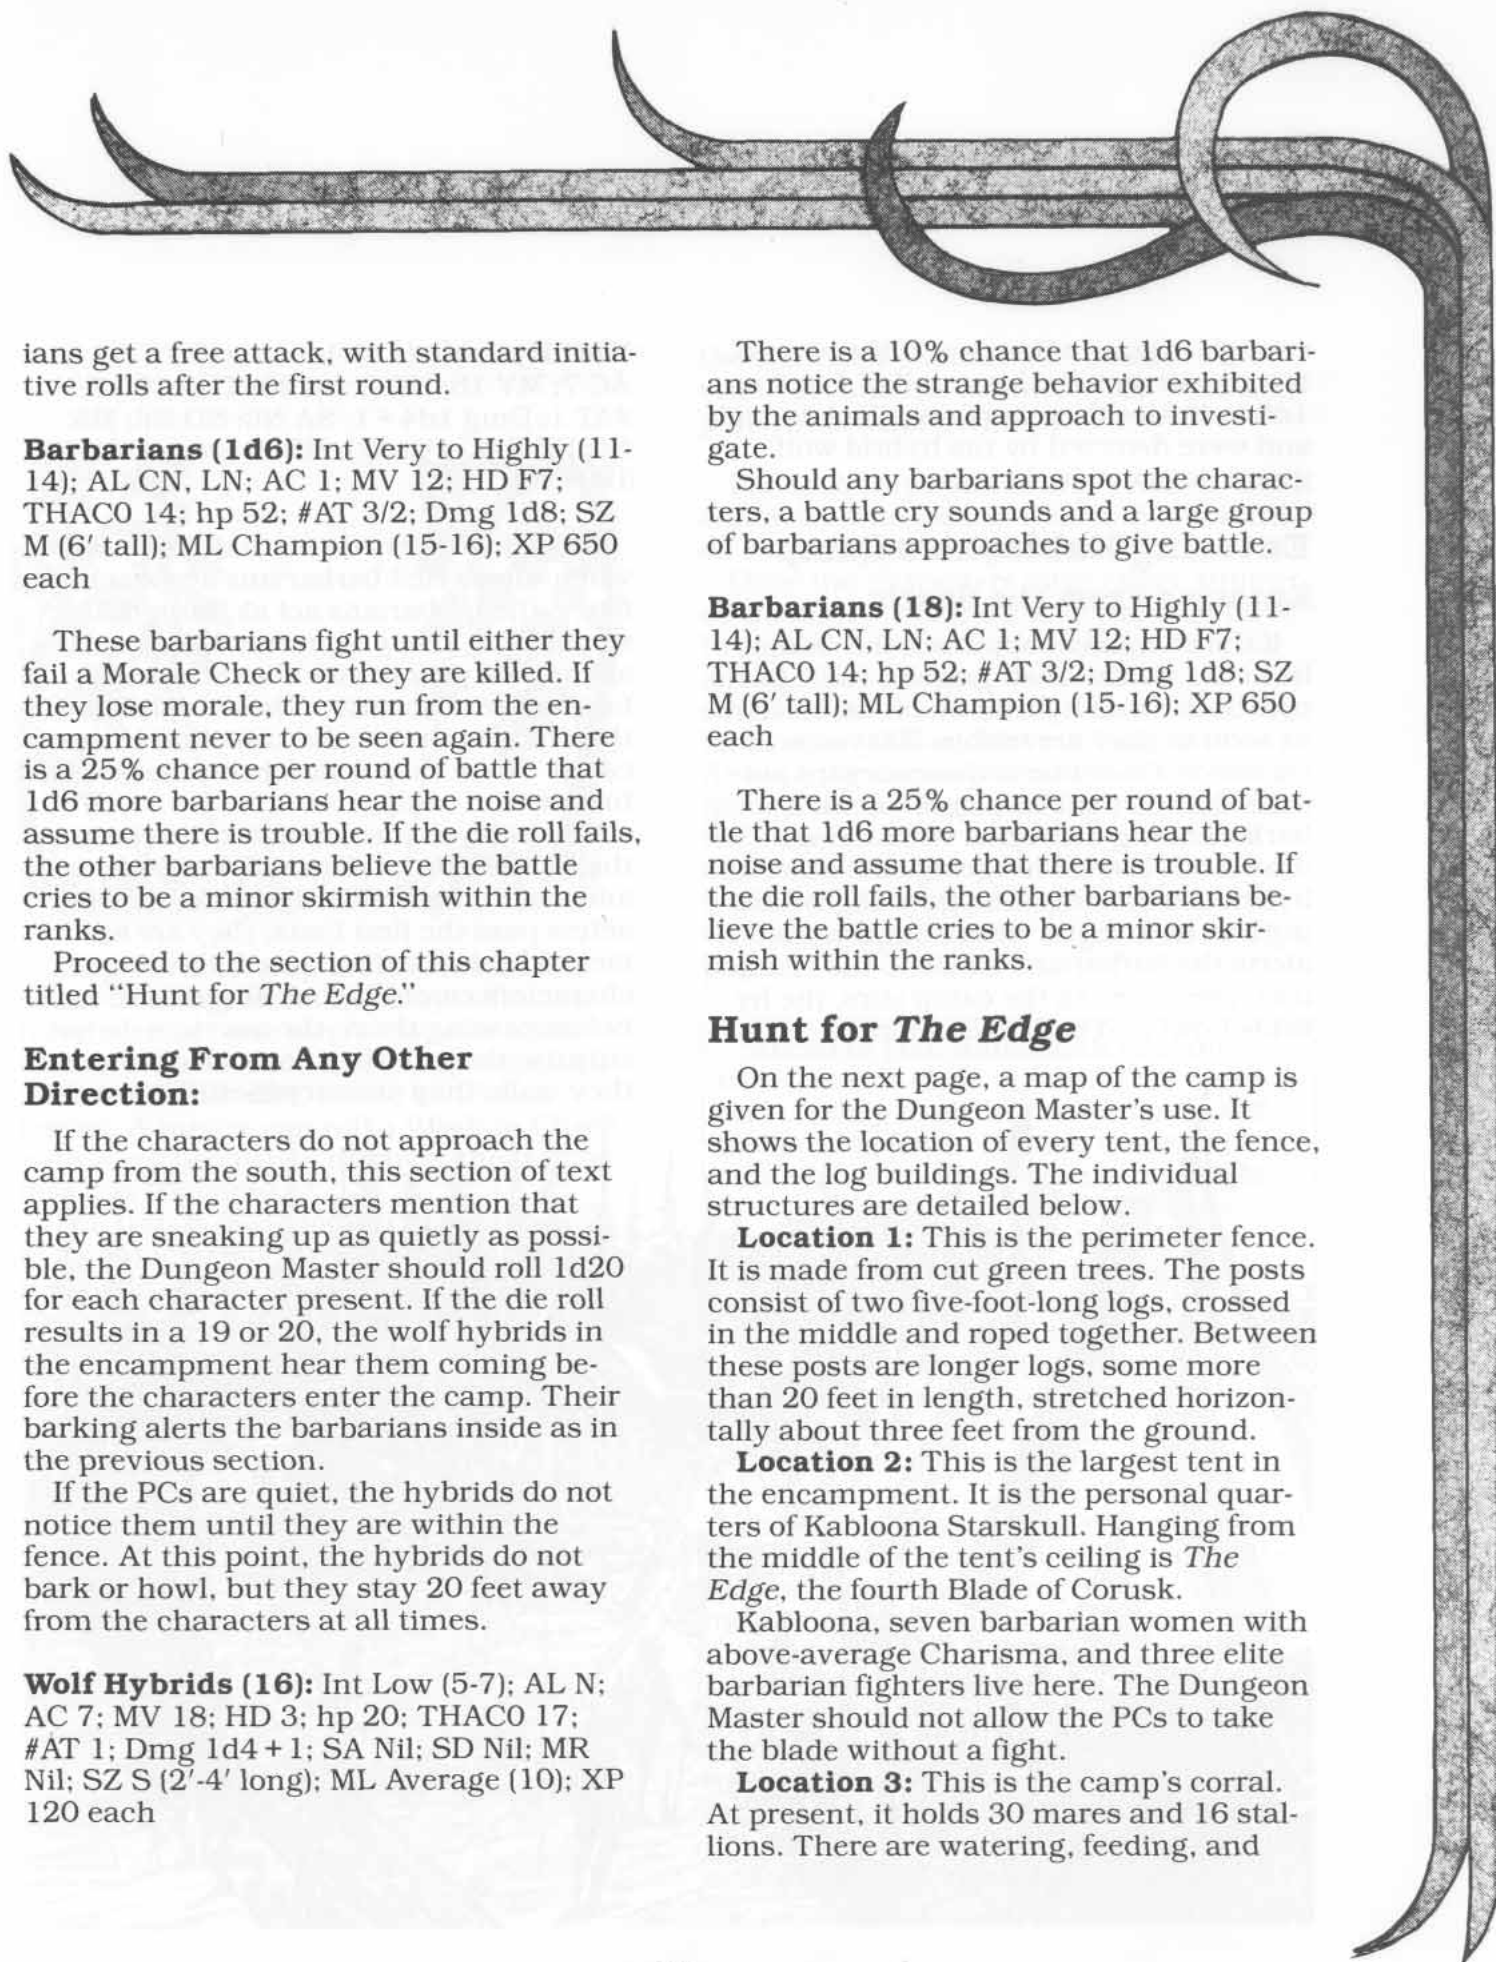 ians get a free attack, with standard initia-
tive rolls after the first round.
Barbarians (1d6): Int Very to Highly (11-
14); AL CN, LN; AC 1; MV 12; HD F7;
THAC0 14; hp 52; #AT 3/2; Dmg 1d8; SZ
M (6' tall); ML Champion (15-16); XP 650
each
These barbarians fight until either they
fail a Morale Check or they are killed. If
they lose morale, they run from the en-
campment never to be seen again. There
is a 25% chance per round of battle that
1d6 more barbarians hear the noise and
assume there is trouble. If the die roll fails,
the other barbarians believe the battle
cries to be a minor skirmish within the
ranks.
Proceed to the section of this chapter
titled “Hunt for The Edge.”
Entering From Any Other
Direction:
If the characters do not approach the
camp from the south, this section of text
applies. If the characters mention that
they are sneaking up as quietly as possi-
ble, the Dungeon Master should roll 1d20
for each character present. If the die roll
results in a 19 or 20, the wolf hybrids in
the encampment hear them coming be-
fore the characters enter the camp. Their
barking alerts the barbarians inside as in
the previous section.
If the PCs are quiet, the hybrids do not
notice them until they are within the
fence. At this point, the hybrids do not
bark or howl, but they stay 20 feet away
from the characters at all times.
Wolf Hybrids (16): Int Low (5-7); AL N;
AC 7; MV 18; HD 3; hp 20; THAC0 17;
#AT 1; Dmg 1d4 + 1; SA Nil; SD Nil; MR
Nil; SZ S (2'-4' long); ML Average (10); XP
120 each
There is a 10% chance that 1d6 barbari-
ans notice the strange behavior exhibited
by the animals and approach to investi-
gate.
Should any barbarians spot the charac-
ters, a battle cry sounds and a large group
of barbarians approaches to give battle.
Barbarians (18): Int Very to Highly (11-
14); AL CN, LN; AC 1; MV 12; HD F7;
THAC0 14; hp 52; #AT 3/2; Dmg 1d8; SZ
M (6' tall); ML Champion (15-16); XP 650
each
There is a 25% chance per round of bat-
tle that 1d6 more barbarians hear the
noise and assume that there is trouble. If
the die roll fails, the other barbarians be-
lieve the battle cries to be a minor skir-
mish within the ranks.
Hunt for The Edge
On the next page, a map of the camp is
given for the Dungeon Master's use. It
shows the location of every tent, the fence,
and the log buildings. The individual
structures are detailed below.
Location 1: This is the perimeter fence.
It is made from cut green trees. The posts
consist of two five-foot-long logs, crossed
in the middle and roped together. Between
these posts are longer logs, some more
than 20 feet in length, stretched horizon-
tally about three feet from the ground.
Location 2: This is the largest tent in
the encampment. It is the personal quar-
ters of Kabloona Starskull. Hanging from
the middle of the tent's ceiling is The
Edge, the fourth Blade of Corusk.
Kabloona, seven barbarian women with
above-average Charisma, and three elite
barbarian fighters live here. The Dungeon
Master should not allow the PCs to take
the blade without a fight.
Location 3: This is the camp's corral.
At present, it holds 30 mares and 16 stal-
lions. There are watering, feeding, and